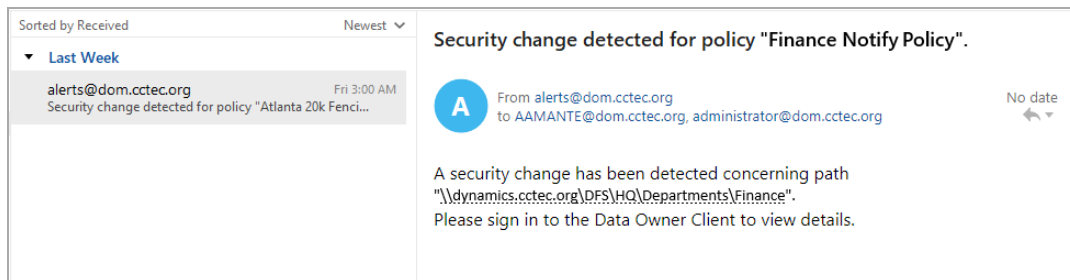 Sorted by Received
Newest
Last Week
alerts@dom.cctec.org
Fri 3:00 AM
Security change detected for policy "Atlanta 20k Fenci...
Security change detected for policy "Finance Notify Policy".
A
From alerts@dom.cctec.org
No date
to AAMANTE@dom.cctec.org, administrator@dom.cctec.org
A security change has been detected concerning path
"\\dynamics.cctec.org\DFS\HQ\Departments\Finance".
Please sign in to the Data Owner Client to view details.